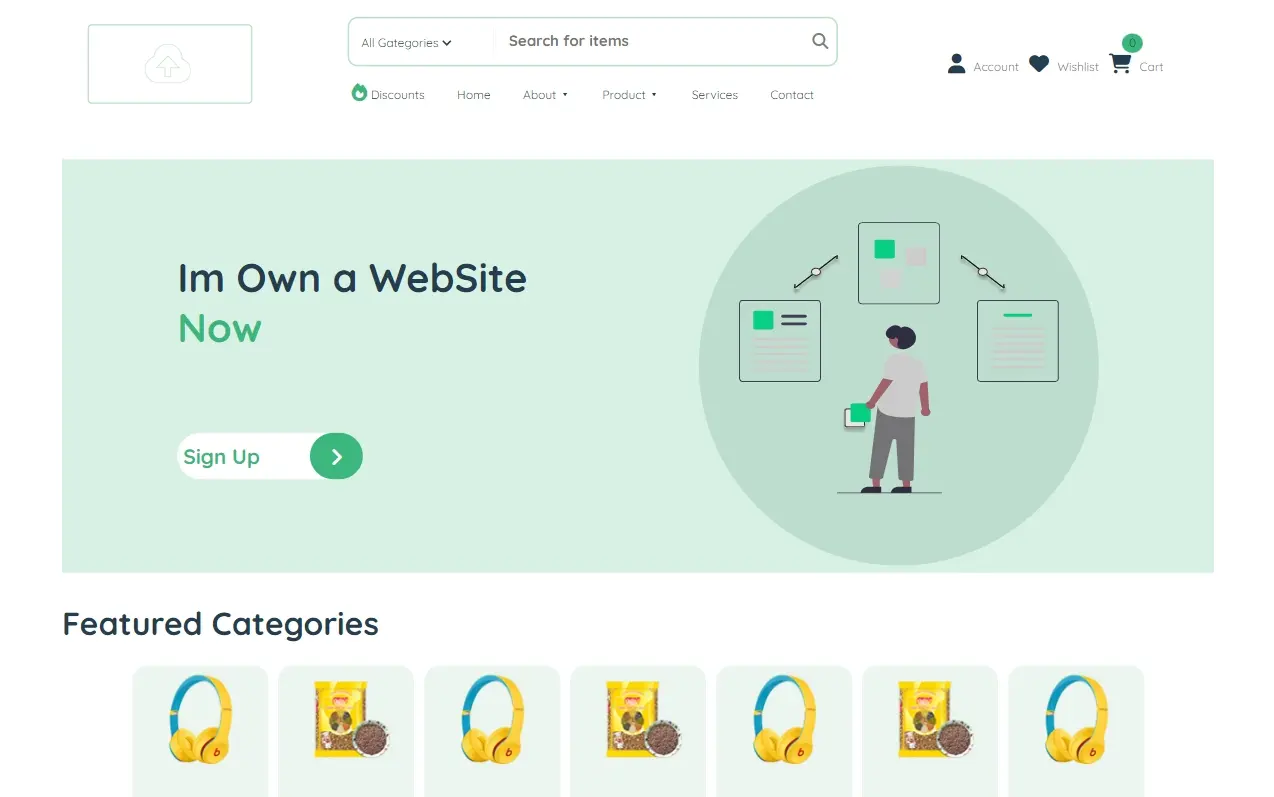 All Gategories
Search for items
0
Account
Wishlist
Cart
Discounts
Home
About
Product
Services
Contact
Im Own a WebSite
Now
Sign Up
Featured Categories